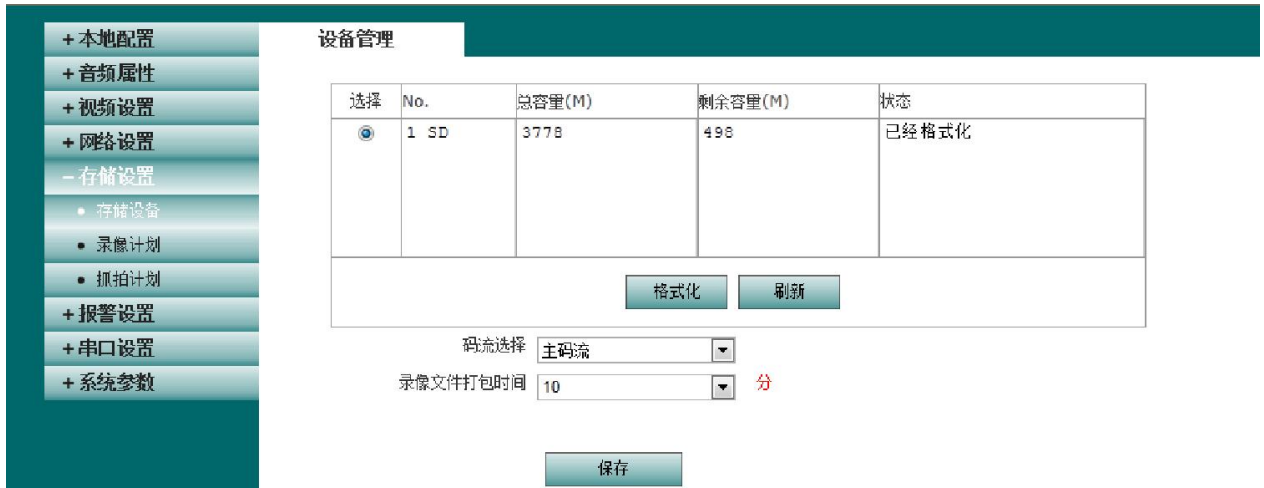 +本地配置
+音频属性
+视频设置
+网络设置
-存储设置
• 存储设备
• 录像计划
• 抓拍计划
+报警设置
+串口设置
+系统参数
设备管理
选择 No. 总容量(M) 剩余容量(M) 状态
1 SD 3778 498 已经格式化
格式化 刷新
码流选择 主码流
录像文件打包时间 10 分
保存